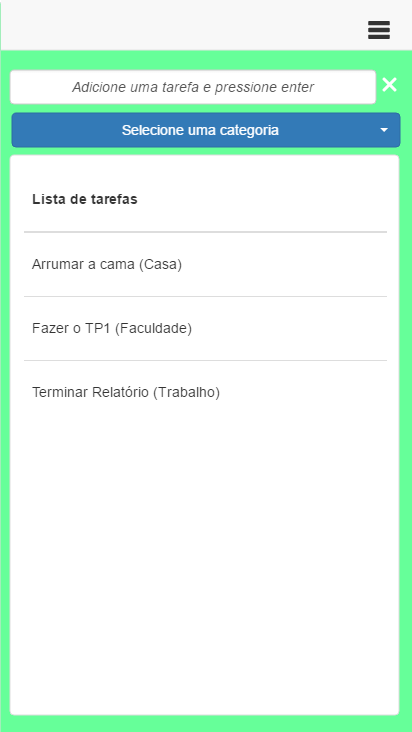 Adicione uma tarefa e pressione enter
Selecione uma categoria
Lista de tarefas
Arrumar a cama (Casa)
Fazer o TP1 (Faculdade)
Terminar Relatório (Trabalho)